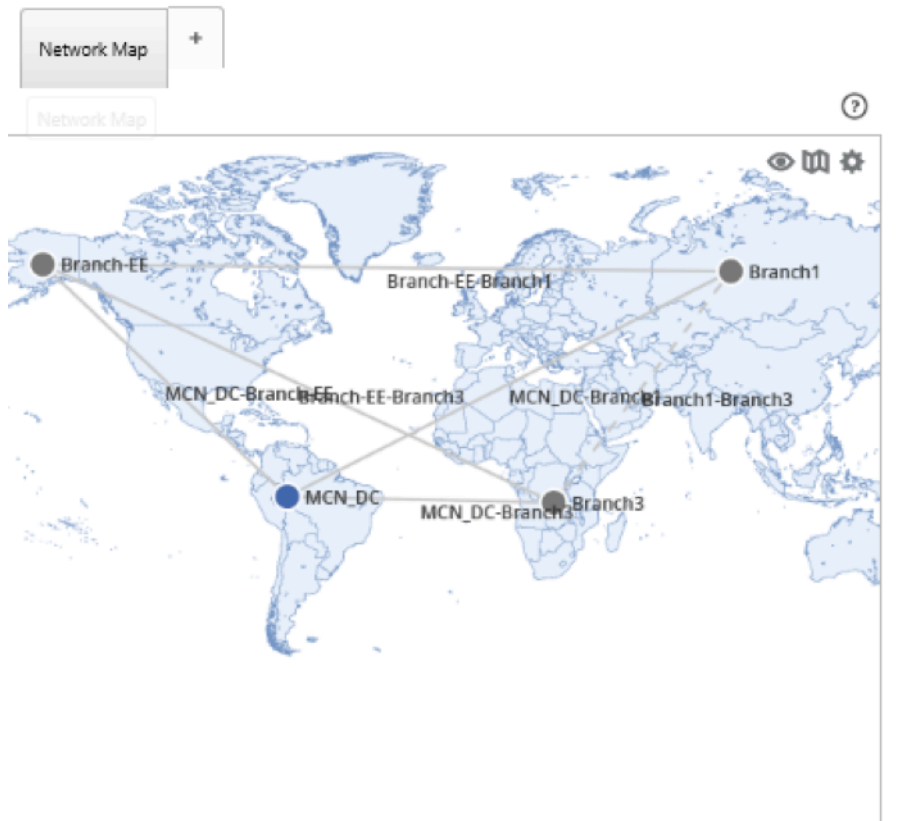 Network Map
+
Network Map
?
Branch-EE
Branch1
Branch-EE-Branch1
MCN_DC-Branch-EE
Branch-EE-Branch3
MCN_DC-Branch1
Branch1-Branch3
MCN_DC
Branch3
MCN_DC-Branch3